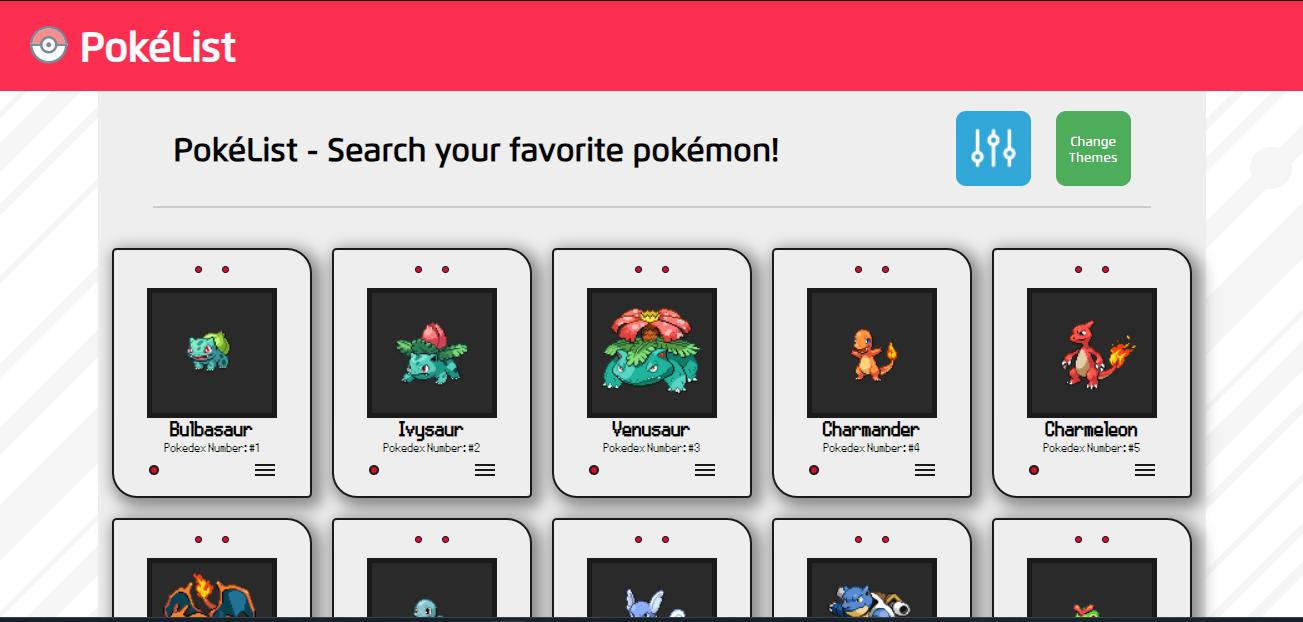 PokéList
PokéList - Search your favorite pokémon!
Change
Themes
Bulbasaur
Pokedex Number: #1
Ivysaur
Pokedex Number: #2
Venusaur
Pokedex Number: #3
Charmander
Pokedex Number: #4
Charmeleon
Pokedex Number: #5